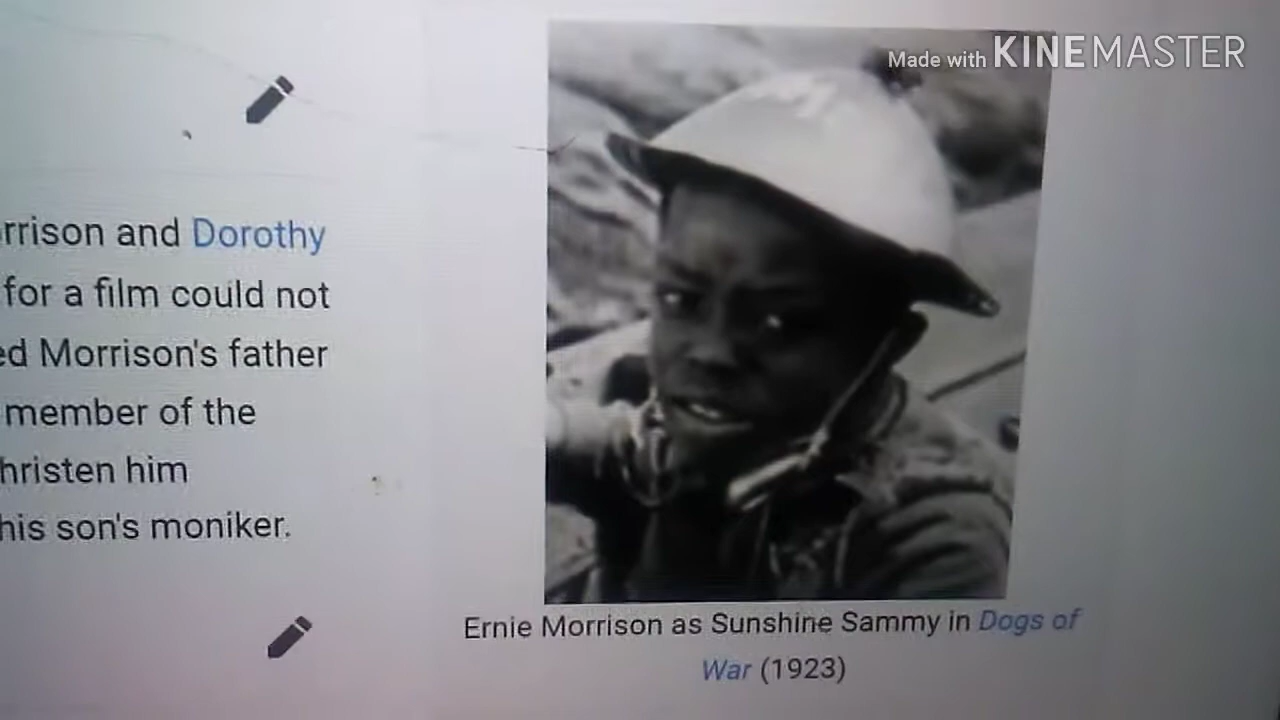 Made with KINEMASTER
rrison and Dorothy
for a film could not
ed Morrison's father
member of the
hristen him
his son's moniker.
Ernie Morrison as Sunshine Sammy in Dogs of
War (1923)